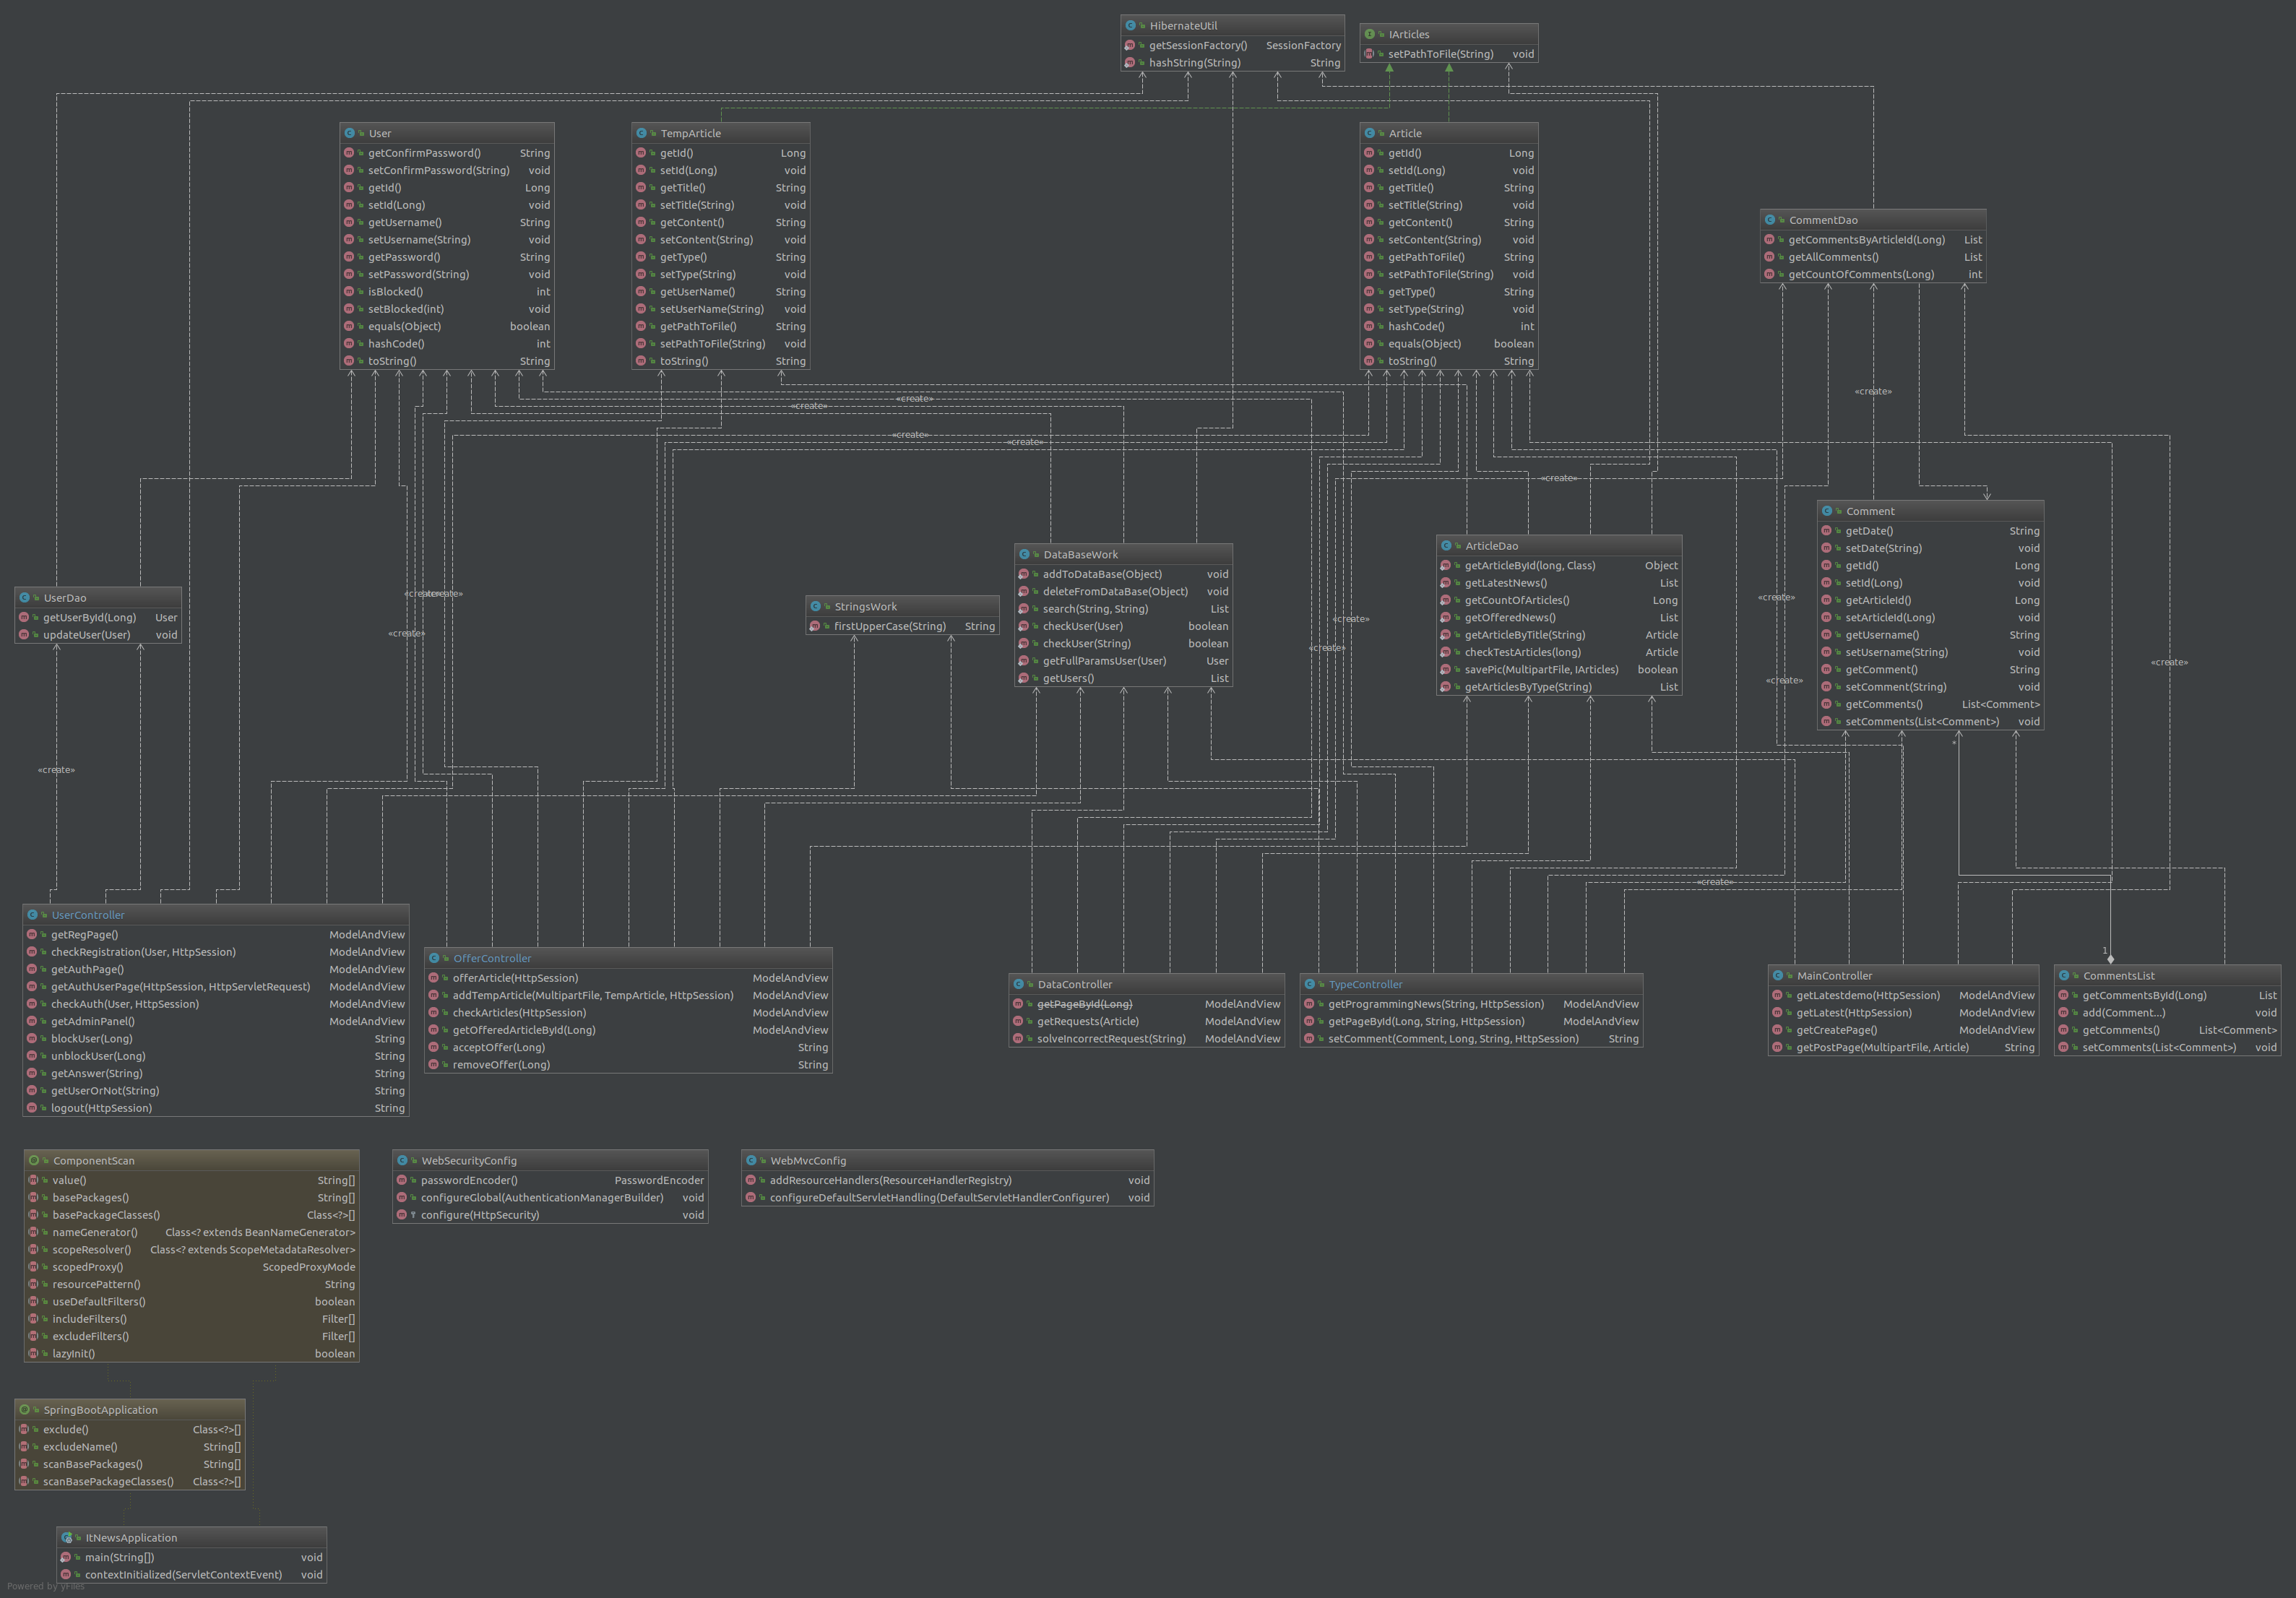 HibernateUtil
getSessionFactory() SessionFactory
hashString(String) String
IArticles
setPathToFile(String) void
User
getConfirmPassword() String
setConfirmPassword(String) void
getId() Long
setId(Long) void
getUsername() String
setUsername(String) void
getPassword() String
setPassword(String) void
isBlocked() int
setBlocked(int) void
equals(Object) boolean
hashCode() int
toString() String
TempArticle
getId() Long
setId(Long) void
getTitle() String
setTitle(String) void
getContent() String
setContent(String) void
getType() String
setType(String) void
getUserName() String
setUserName(String) void
getPathToFile() String
setPathToFile(String) void
toString() String
Article
getId() Long
setId(Long) void
getTitle() String
setTitle(String) void
getContent() String
setContent(String) void
getPathToFile() String
setPathToFile(String) void
getType() String
setType(String) void
hashCode() int
equals(Object) boolean
toString() String
CommentDao
getCommentsByArticleId(Long) List
getAllComments() List
getCountOfComments(Long) int
«create»
«create»
«create»
«create»
«create»
«create»
Comment
getDate() String
setDate(String) void
getId() Long
setId(Long) void
getArticleId() Long
setArticleId(Long) void
getUsername() String
setUsername(String) void
getComment() String
setComment(String) void
getComments() List<Comment>
setComments(List<Comment>) void
UserDao
getUserById(Long) User
updateUser(User) void
StringsWork
firstUpperCase(String) String
DataBaseWork
addToDataBase(Object) void
deleteFromDataBase(Object) void
search(String, String) List
checkUser(User) boolean
checkUser(String) boolean
getFullParamsUser(User) User
getUsers() List
ArticleDao
getArticleById(long, Class) Object
getLatestNews() List
getCountOfArticles() Long
getOfferedNews() List
getArticleByTitle(String) Article
checkTestArticles(long) Article
savePic(MultipartFile, IArticles) boolean
getArticlesByType(String) List
«create»
«create»
«create»
«create»
«create»
«create»
«create»
*
«create»
«create»
1
UserController
getRegPage() ModelAndView
checkRegistration(User, HttpSession) ModelAndView
getAuthPage() ModelAndView
getAuthUserPage(HttpSession, HttpServletRequest) ModelAndView
checkAuth(User, HttpSession) ModelAndView
getAdminPanel() ModelAndView
blockUser(Long) String
unblockUser(Long) String
getAnswer(String) String
getUserOrNot(String) String
logout(HttpSession) String
OfferController
offerArticle(HttpSession) ModelAndView
addTempArticle(MultipartFile, TempArticle, HttpSession) ModelAndView
checkArticles(HttpSession) ModelAndView
getOfferedArticleById(Long) ModelAndView
acceptOffer(Long) String
removeOffer(Long) String
DataController
getPageById(Long) ModelAndView
getRequests(Article) ModelAndView
solveIncorrectRequest(String) ModelAndView
TypeController
getProgrammingNews(String, HttpSession) ModelAndView
getPageById(Long, String, HttpSession) ModelAndView
setComment(Comment, Long, String, HttpSession) String
MainController
getLatestdemo(HttpSession) ModelAndView
getLatest(HttpSession) ModelAndView
getCreatePage() ModelAndView
getPostPage(MultipartFile, Article) String
CommentsList
getCommentsById(Long) List
add(Comment...) void
getComments() List<Comment>
setComments(List<Comment>) void
ComponentScan
value() String[]
basePackages() String[]
basePackageClasses() Class<?>[]
nameGenerator() Class<? extends BeanNameGenerator>
scopeResolver() Class<? extends ScopeMetadataResolver>
scopedProxy() ScopedProxyMode
resourcePattern() String
useDefaultFilters() boolean
includeFilters() Filter[]
excludeFilters() Filter[]
lazyInit() boolean
WebSecurityConfig
passwordEncoder() PasswordEncoder
configureGlobal(AuthenticationManagerBuilder) void
configure(HttpSecurity) void
WebMvcConfig
addResourceHandlers(ResourceHandlerRegistry) void
configureDefaultServletHandling(DefaultServletHandlerConfigurer) void
SpringBootApplication
exclude() Class<?>[]
excludeName() String[]
scanBasePackages() String[]
scanBasePackageClasses() Class<?>[]
ItNewsApplication
main(String[]) void
contextInitialized(ServletContextEvent) void
Powered by yFiles